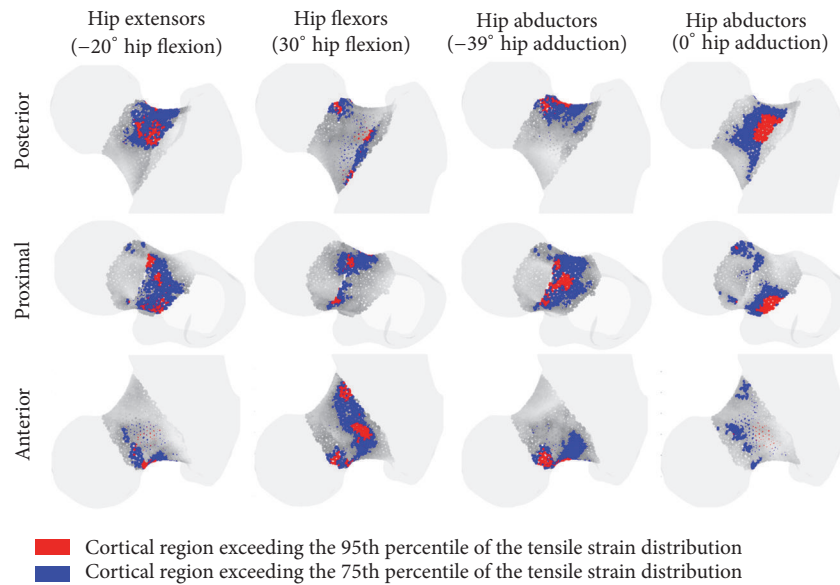 Hip extensors
(−20° hip flexion)
Hip flexors
(30° hip flexion)
Hip abductors
(−39° hip adduction)
Hip abductors
(0° hip adduction)
Posterior
Proximal
Anterior
Cortical region exceeding the 95th percentile of the tensile strain distribution
Cortical region exceeding the 75th percentile of the tensile strain distribution